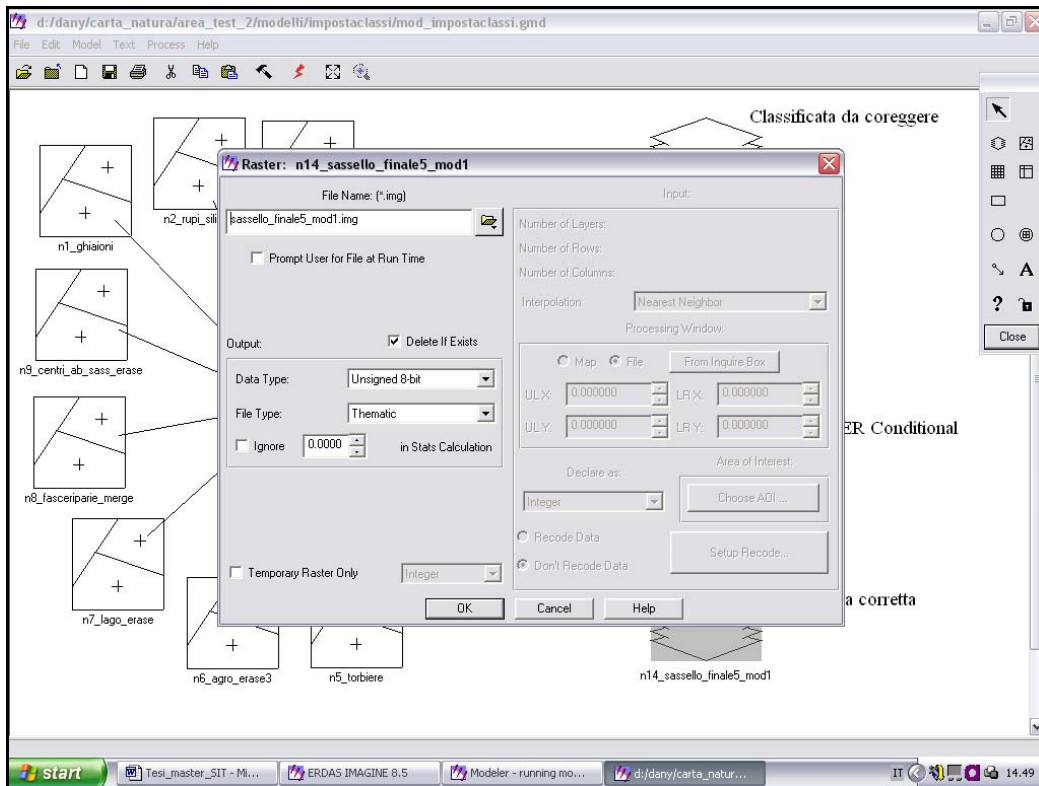 d:/dany/carta_natura/area_test_2/modelli/impostaclassi/mod_impostaclassi.gmd
File Edit Model Text Process Help
Classificata da coreggere
n1_ghiaioni
n2_rupi_sili
n9_centri_ab_sass_erase
n8_fasceriparie_merge
n7_lago_erase
n6_agro_erase3
n5_torbiere
Raster: n14_sassello_finale5_mod1
File Name: (*.img)
sassello_finale5_mod1.img
Prompt User for File at Run Time
Output:
Delete If Exists
Data Type: Unsigned 8-bit
File Type: Thematic
Ignore 0.0000 in Stats Calculation
Temporary Raster Only Integer
Input:
Number of Layers:
Number of Rows:
Number of Columns:
Interpolation: Nearest Neighbor
Processing Window:
Map File From Inquire Box
UL X: 0.000000 LR X: 0.000000
UL Y: 0.000000 LR Y: 0.000000
Declare as:
Integer
Area of Interest:
Choose AOI ...
Recode Data
Don't Recode Data
Setup Recode...
OK Cancel Help
A
?
Close
ER Conditional
a corretta
n14_sassello_finale5_mod1
start
Tesi_master_SIT - Mi...
ERDAS IMAGINE 8.5
Modeler - running mo...
d:/dany/carta_natur...
IT
14.49